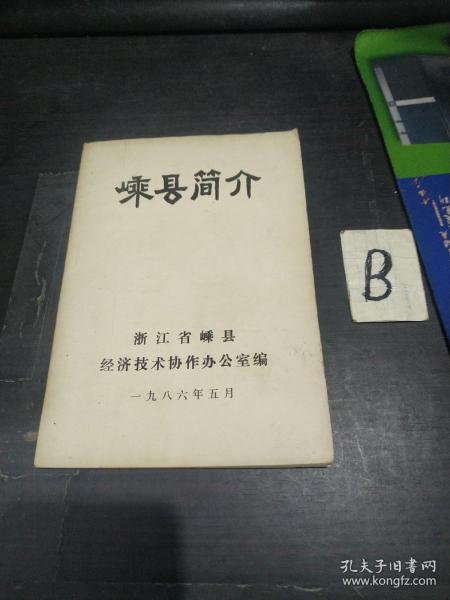 嵊县简介
浙江省嵊县
经济技术协作办公室编
一九八六年五月
B
孔夫子旧书网
www.kongfz.com